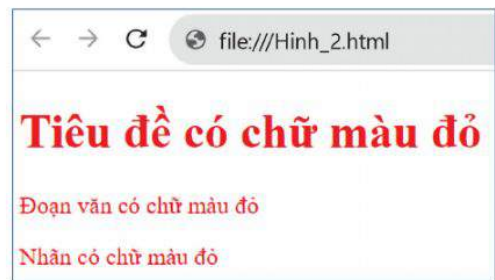 file:///Hinh_2.html
Tiêu đề có chữ màu đỏ
Đoạn văn có chữ màu đỏ
Nhãn có chữ màu đỏ